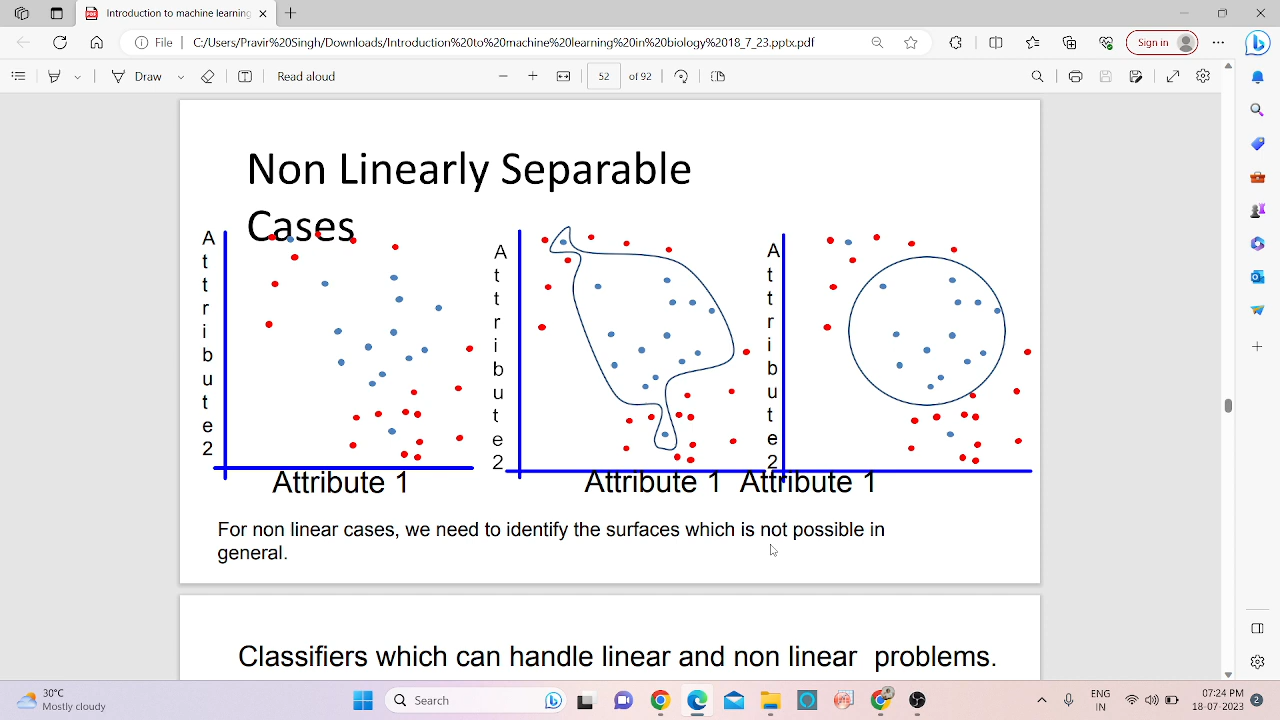 Introduction to machine learning
File
C:/Users/Pravir%20Singh/Downloads/Introduction%20to%20machine%20learning%20in%20biology%2018_7_23.pptx.pdf
Sign in
Draw
Read aloud
52
of 92
Non Linearly Separable
Cases
Attribute2
Attribute2
Attribute2
Attribute 1
Attribute 1
Attribute 1
For non linear cases, we need to identify the surfaces which is not possible in
general.
Classifiers which can handle linear and non linear problems.
30°C
Mostly cloudy
Search
ENG
IN
07:24 PM
18-07-2023
2